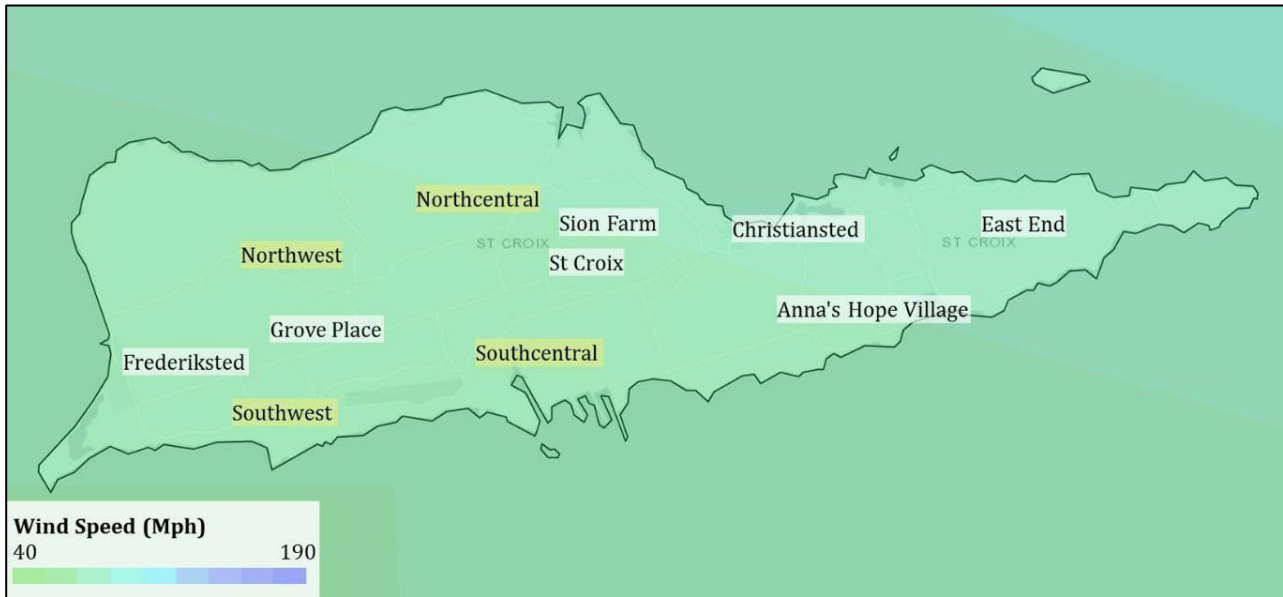 Northcentral
Sion Farm
Christiansted
East End
ST CROIX
ST CROIX
Northwest
St Croix
Anna's Hope Village
Grove Place
Southcentral
Frederiksted
Southwest
Wind Speed (Mph)
40 190